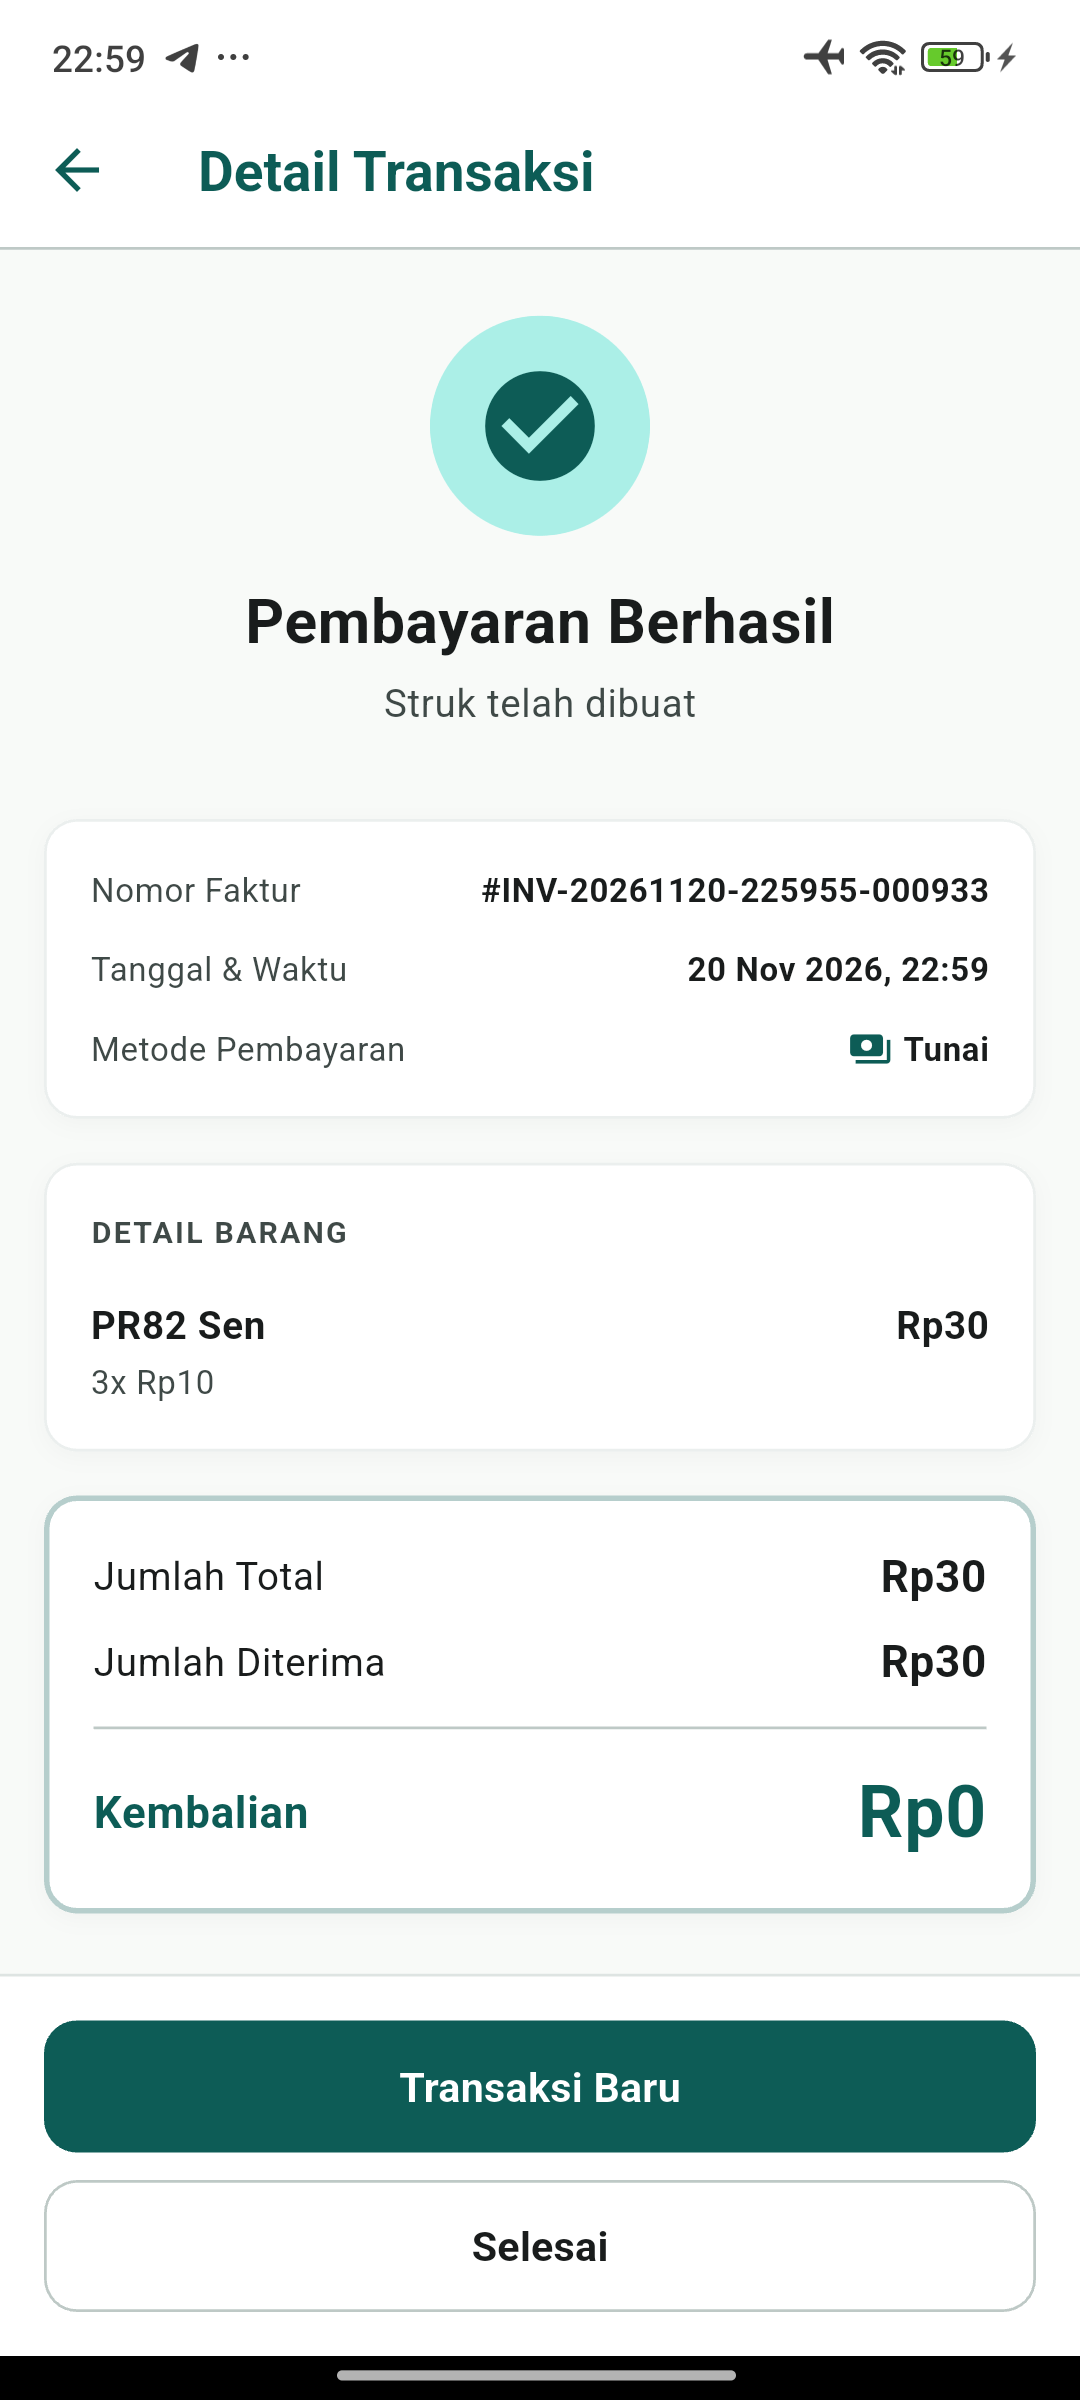 22:59
59
Detail Transaksi
Pembayaran Berhasil
Struk telah dibuat
Nomor Faktur #INV-20261120-225955-000933
Tanggal & Waktu 20 Nov 2026, 22:59
Metode Pembayaran Tunai
DETAIL BARANG
PR82 Sen Rp30
3x Rp10
Jumlah Total Rp30
Jumlah Diterima Rp30
Kembalian Rp0
Transaksi Baru
Selesai